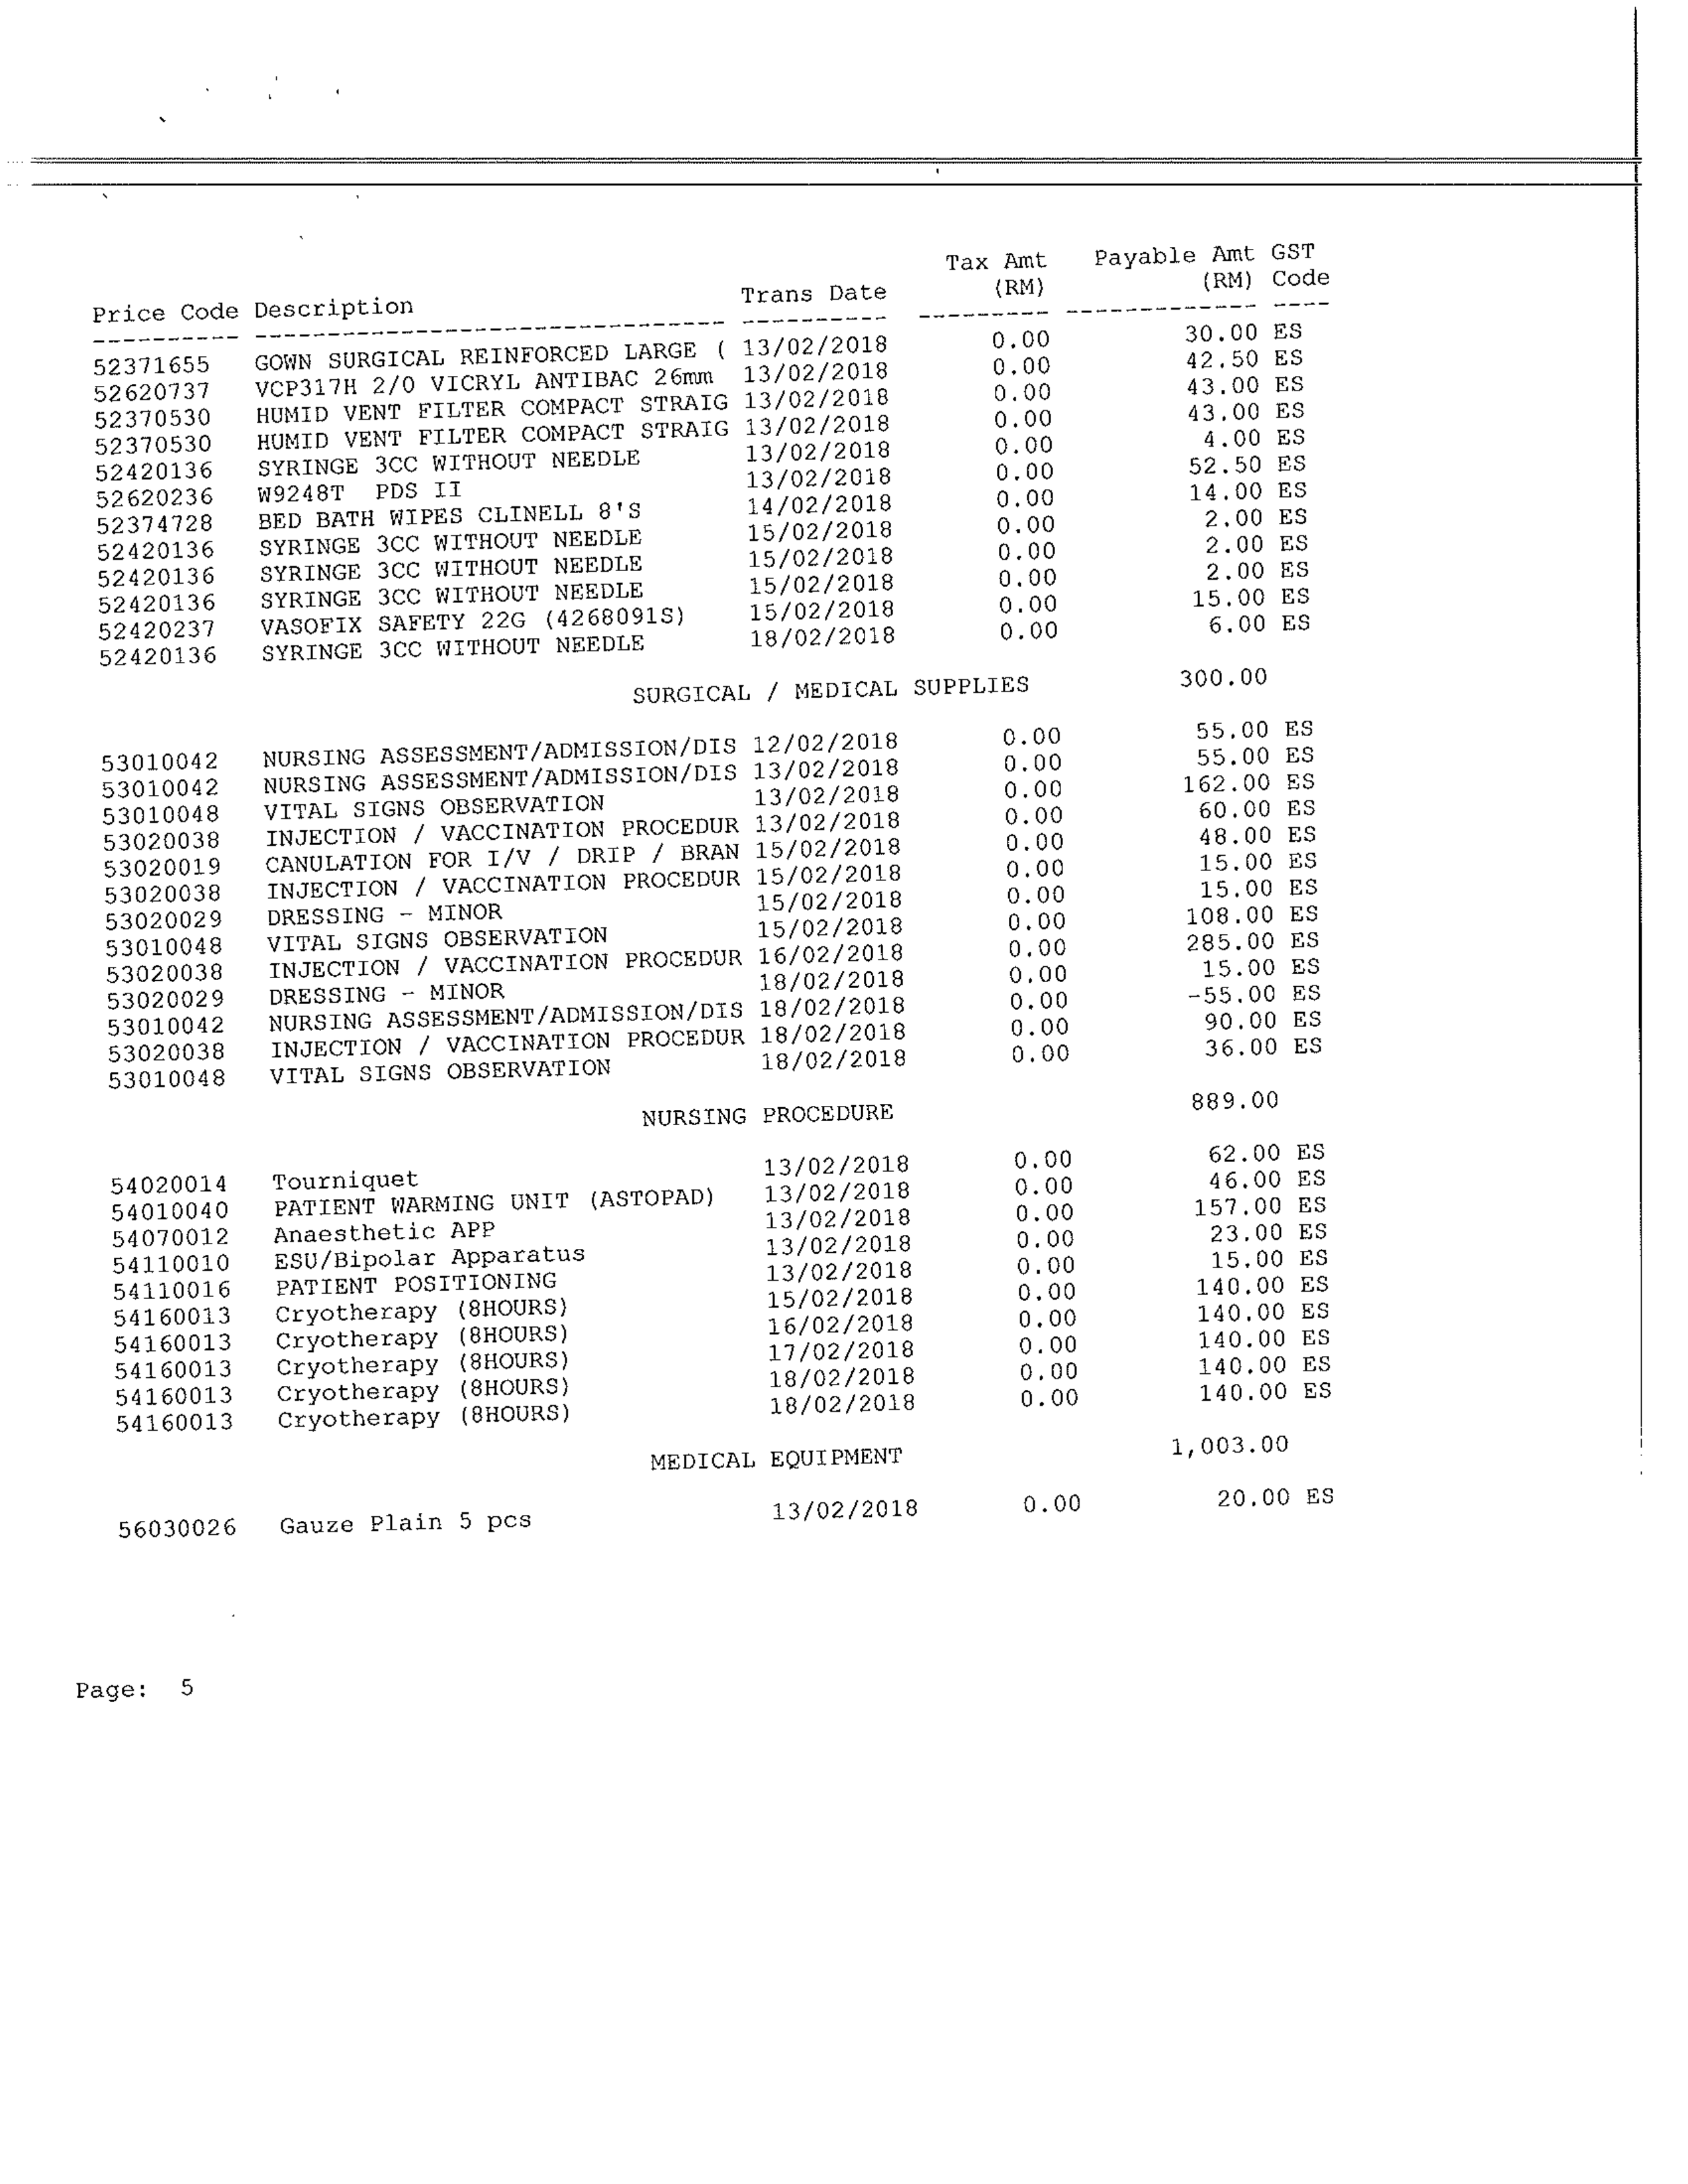 Tax Amt Payable Amt GST
Price Code Description Trans Date (RM) (RM) Code
---------- -------------------------------- ---------- --------- ------------- ----
52371655 GOWN SURGICAL REINFORCED LARGE ( 13/02/2018 0.00 30.00 ES
52620737 VCP317H 2/0 VICRYL ANTIBAC 26mm 13/02/2018 0.00 42.50 ES
52370530 HUMID VENT FILTER COMPACT STRAIG 13/02/2018 0.00 43.00 ES
52370530 HUMID VENT FILTER COMPACT STRAIG 13/02/2018 0.00 43.00 ES
52420136 SYRINGE 3CC WITHOUT NEEDLE 13/02/2018 0.00 4.00 ES
52620236 W9248T PDS II 13/02/2018 0.00 52.50 ES
52374728 BED BATH WIPES CLINELL 8'S 14/02/2018 0.00 14.00 ES
52420136 SYRINGE 3CC WITHOUT NEEDLE 15/02/2018 0.00 2.00 ES
52420136 SYRINGE 3CC WITHOUT NEEDLE 15/02/2018 0.00 2.00 ES
52420136 SYRINGE 3CC WITHOUT NEEDLE 15/02/2018 0.00 2.00 ES
52420237 VASOFIX SAFETY 22G (4268091S) 15/02/2018 0.00 15.00 ES
52420136 SYRINGE 3CC WITHOUT NEEDLE 18/02/2018 0.00 6.00 ES
SURGICAL / MEDICAL SUPPLIES 300.00
53010042 NURSING ASSESSMENT/ADMISSION/DIS 12/02/2018 0.00 55.00 ES
53010042 NURSING ASSESSMENT/ADMISSION/DIS 13/02/2018 0.00 55.00 ES
53010048 VITAL SIGNS OBSERVATION 13/02/2018 0.00 162.00 ES
53020038 INJECTION / VACCINATION PROCEDUR 13/02/2018 0.00 60.00 ES
53020019 CANULATION FOR I/V / DRIP / BRAN 15/02/2018 0.00 48.00 ES
53020038 INJECTION / VACCINATION PROCEDUR 15/02/2018 0.00 15.00 ES
53020029 DRESSING - MINOR 15/02/2018 0.00 15.00 ES
53010048 VITAL SIGNS OBSERVATION 15/02/2018 0.00 108.00 ES
53020038 INJECTION / VACCINATION PROCEDUR 16/02/2018 0.00 285.00 ES
53020029 DRESSING - MINOR 18/02/2018 0.00 15.00 ES
53010042 NURSING ASSESSMENT/ADMISSION/DIS 18/02/2018 0.00 -55.00 ES
53020038 INJECTION / VACCINATION PROCEDUR 18/02/2018 0.00 90.00 ES
53010048 VITAL SIGNS OBSERVATION 18/02/2018 0.00 36.00 ES
NURSING PROCEDURE 889.00
54020014 Tourniquet 13/02/2018 0.00 62.00 ES
54010040 PATIENT WARMING UNIT (ASTOPAD) 13/02/2018 0.00 46.00 ES
54070012 Anaesthetic APP 13/02/2018 0.00 157.00 ES
54110010 ESU/Bipolar Apparatus 13/02/2018 0.00 23.00 ES
54110016 PATIENT POSITIONING 13/02/2018 0.00 15.00 ES
54160013 Cryotherapy (8HOURS) 15/02/2018 0.00 140.00 ES
54160013 Cryotherapy (8HOURS) 16/02/2018 0.00 140.00 ES
54160013 Cryotherapy (8HOURS) 17/02/2018 0.00 140.00 ES
54160013 Cryotherapy (8HOURS) 18/02/2018 0.00 140.00 ES
54160013 Cryotherapy (8HOURS) 18/02/2018 0.00 140.00 ES
MEDICAL EQUIPMENT 1,003.00
56030026 Gauze Plain 5 pcs 13/02/2018 0.00 20.00 ES
Page: 5